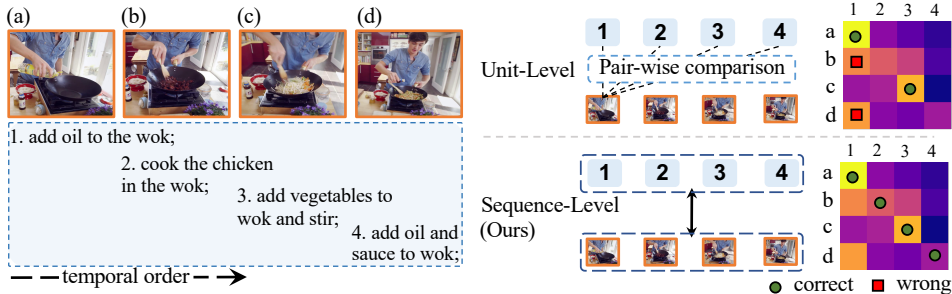 (a) (b) (c) (d)
1. add oil to the wok;
2. cook the chicken
in the wok;
3. add vegetables to
wok and stir;
4. add oil and
sauce to wok;
temporal order
Unit-Level
1 2 3 4
Pair-wise comparison
1 2 3 4
a
b
c
d
Sequence-Level
(Ours)
1 2 3 4
1 2 3 4
a
b
c
d
correct wrong